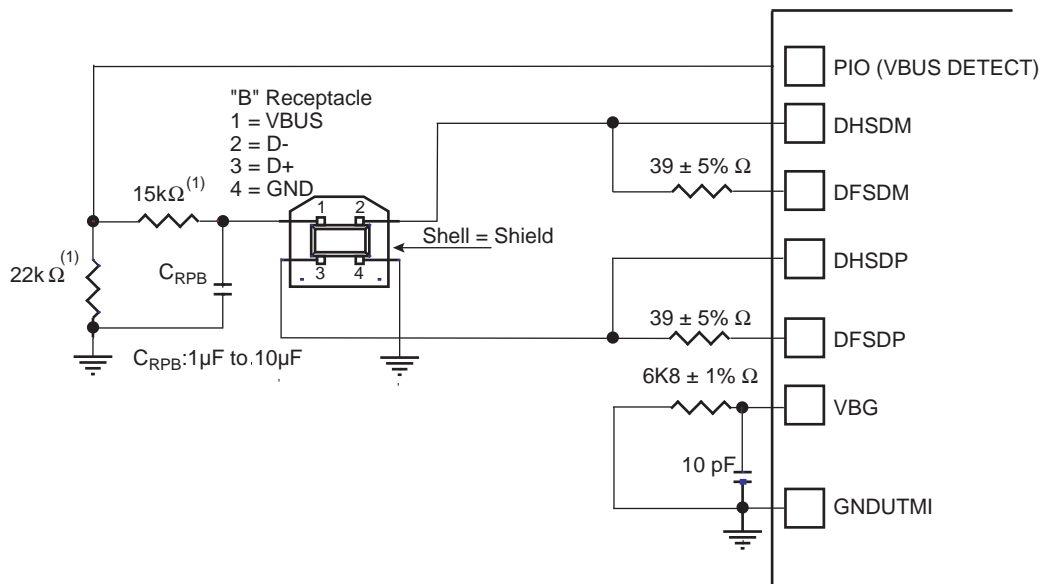 PIO (VBUS DETECT)
"B" Receptacle
1 = VBUS
2 = D-
3 = D+
4 = GND
DHSDM
39 ± 5% Ω
DFSDM
15kΩ(1)
1 2
Shell = Shield
DHSDP
22k Ω(1)
CRPB
3 4
39 ± 5% Ω
DFSDP
CRPB:1µF to 10µF
6K8 ± 1% Ω
VBG
10 pF
GNDUTMI